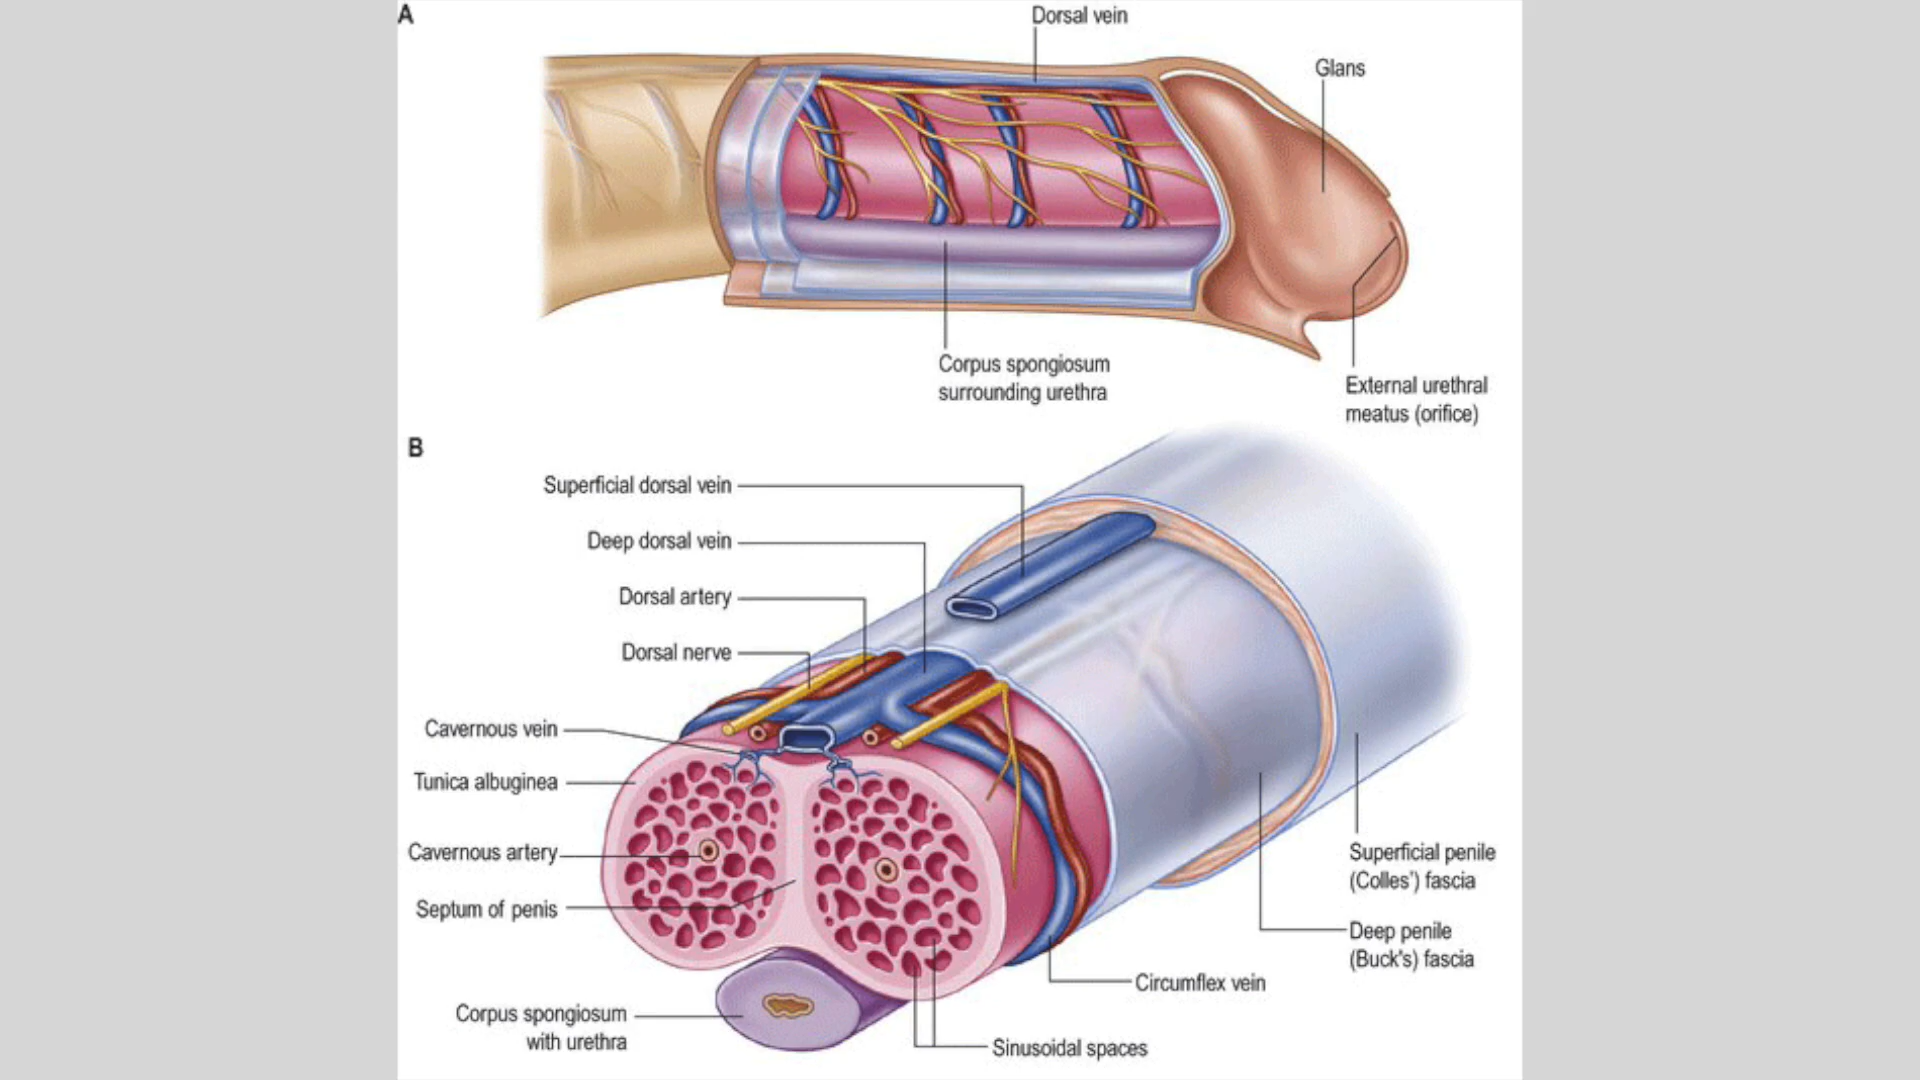 A
Dorsal vein
Glans
Corpus spongiosum
surrounding urethra
External urethral
meatus (orifice)
B
Superficial dorsal vein
Deep dorsal vein
Dorsal artery
Dorsal nerve
Cavernous vein
Tunica albuginea
Cavernous artery
Septum of penis
Corpus spongiosum
with urethra
Superficial penile
(Colles') fascia
Deep penile
(Buck's) fascia
Circumflex vein
Sinusoidal spaces